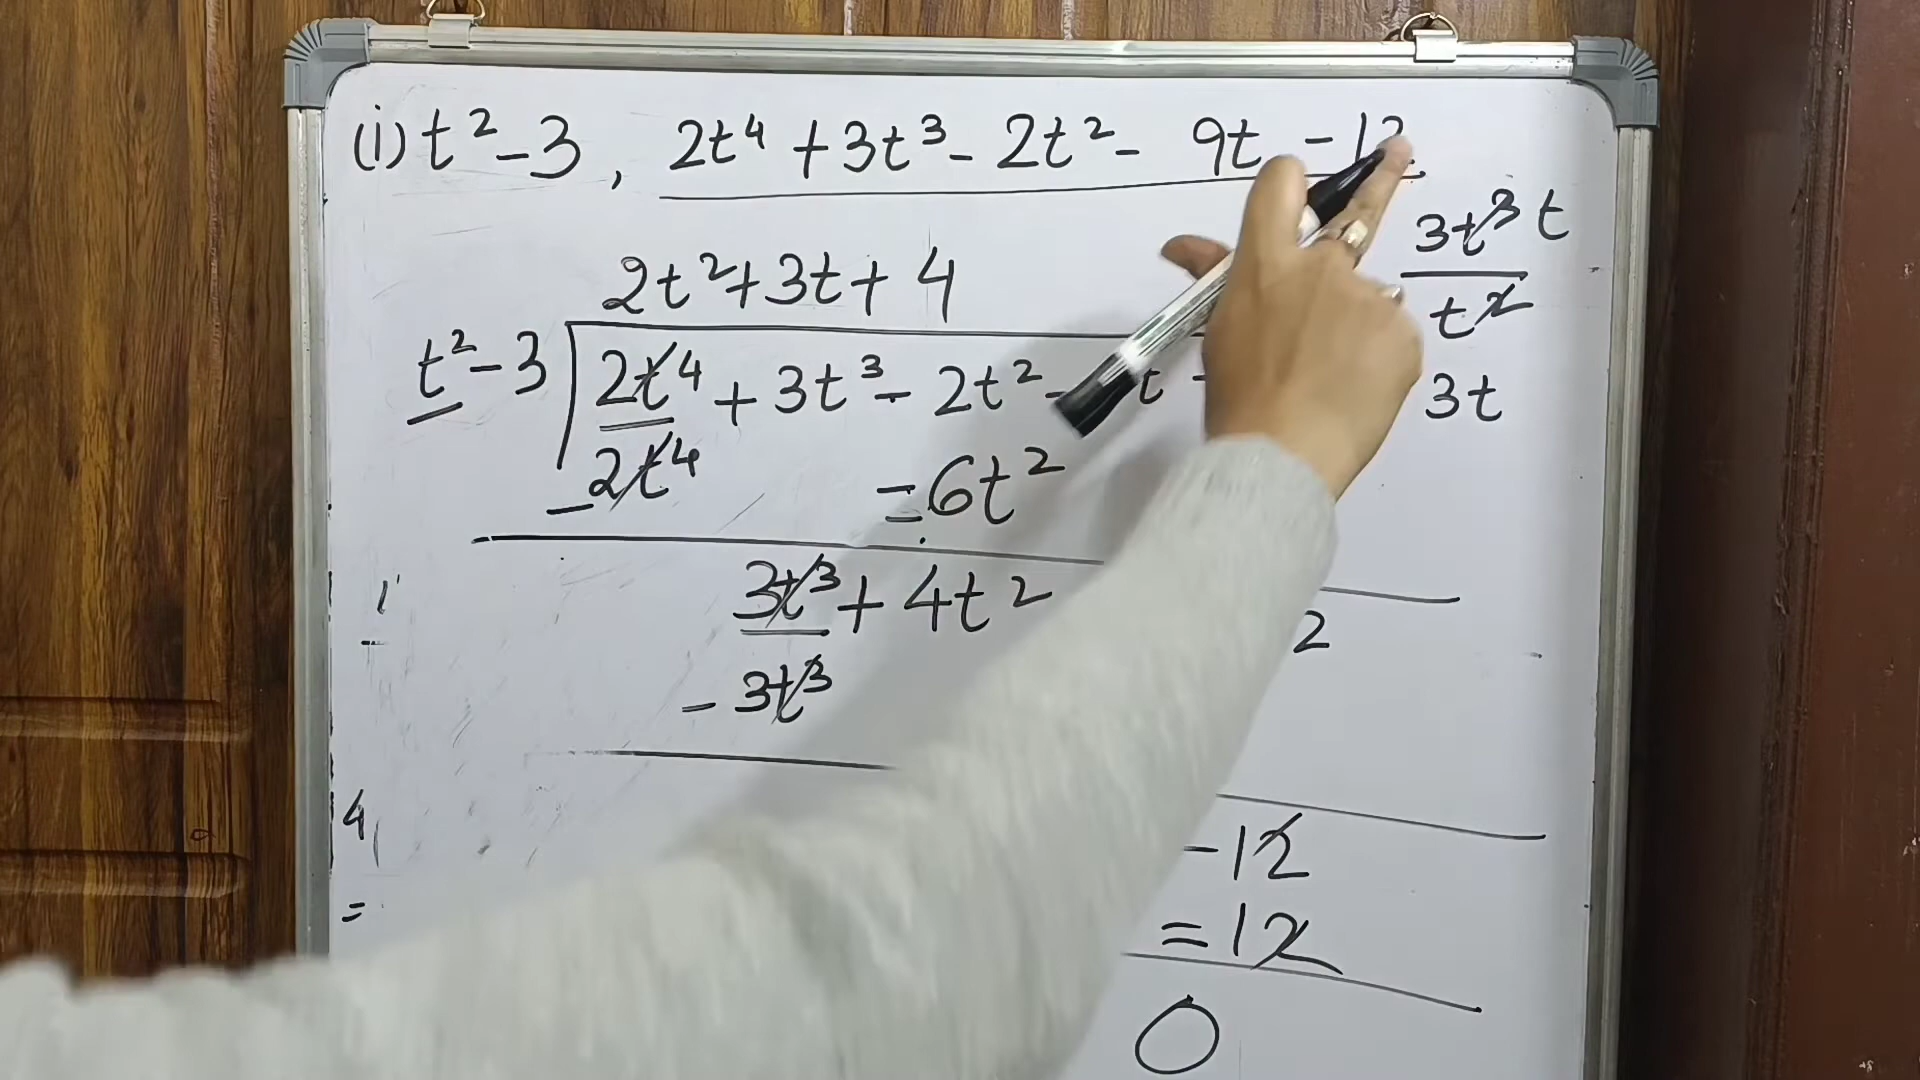 (i) t² - 3 , 2t⁴ + 3t³ - 2t² - 9t - 12
2t² + 3t + 4
t² - 3 ) 2t⁴ + 3t³ - 2t² - t -
- 2t⁴ = 6t²
3t³ + 4t² 2
- 3t³
- 12
= 12
0
3t³ t
t²
3t
4
=